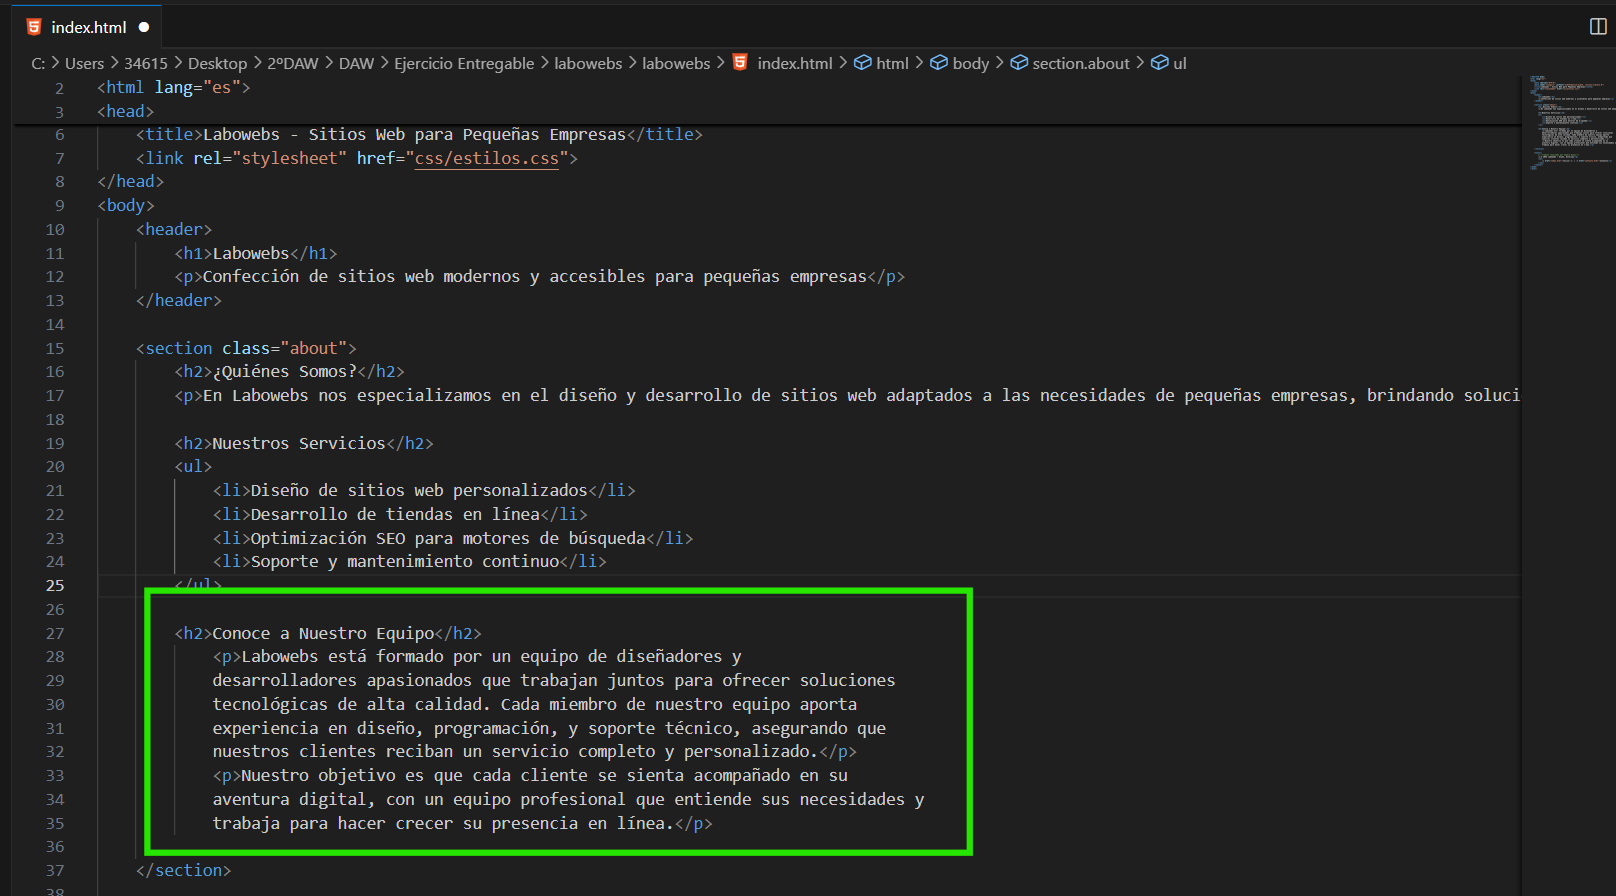 index.html
C: > Users > 34615 > Desktop > 2ºDAW > DAW > Ejercicio Entregable > labowebs > labowebs > index.html > html > body > section.about > ul
2 <html lang="es">
3 <head>
6 <title>Labowebs - Sitios Web para Pequeñas Empresas</title>
7 <link rel="stylesheet" href="css/estilos.css">
8 </head>
9 <body>
10 <header>
11 <h1>Labowebs</h1>
12 <p>Confección de sitios web modernos y accesibles para pequeñas empresas</p>
13 </header>
14
15 <section class="about">
16 <h2>¿Quiénes Somos?</h2>
17 <p>En Labowebs nos especializamos en el diseño y desarrollo de sitios web adaptados a las necesidades de pequeñas empresas, brindando soluci
18
19 <h2>Nuestros Servicios</h2>
20 <ul>
21 <li>Diseño de sitios web personalizados</li>
22 <li>Desarrollo de tiendas en línea</li>
23 <li>Optimización SEO para motores de búsqueda</li>
24 <li>Soporte y mantenimiento continuo</li>
25 </ul>
26
27 <h2>Conoce a Nuestro Equipo</h2>
28 <p>Labowebs está formado por un equipo de diseñadores y
29 desarrolladores apasionados que trabajan juntos para ofrecer soluciones
30 tecnológicas de alta calidad. Cada miembro de nuestro equipo aporta
31 experiencia en diseño, programación, y soporte técnico, asegurando que
32 nuestros clientes reciban un servicio completo y personalizado.</p>
33 <p>Nuestro objetivo es que cada cliente se sienta acompañado en su
34 aventura digital, con un equipo profesional que entiende sus necesidades y
35 trabaja para hacer crecer su presencia en línea.</p>
36
37 </section>
38